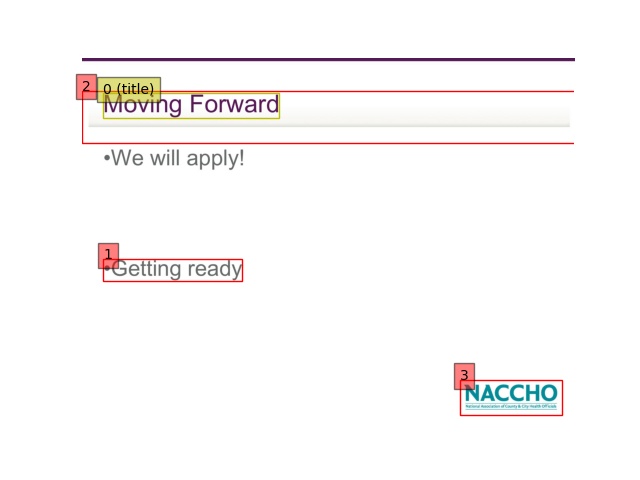 2
0 (title)
Moving Forward
•We will apply!
1
•Getting ready
3
NACCHO
National Association of County & City Health Officials